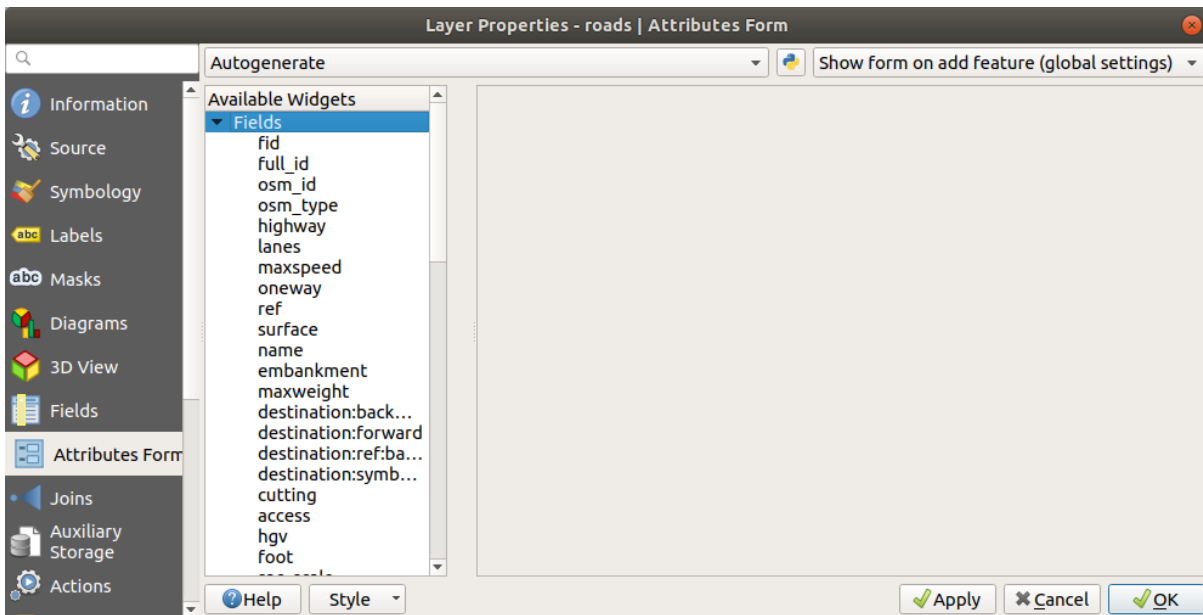 Layer Properties - roads | Attributes Form
Autogenerate
Show form on add feature (global settings)
Information
Source
abc Labels
Symbology
abc Masks
Diagrams
3D View
Fields
Attributes Form
Joins
Auxiliary
Storage
Actions
Available Widgets
Fields
fid
full_id
osm_id
osm_type
highway
lanes
maxspeed
oneway
ref
surface
name
embankment
maxweight
destination:back...
destination:forward
destination:ref:ba...
destination:symb...
cutting
access
hgv
foot
Help
Style
Apply
Cancel
OK